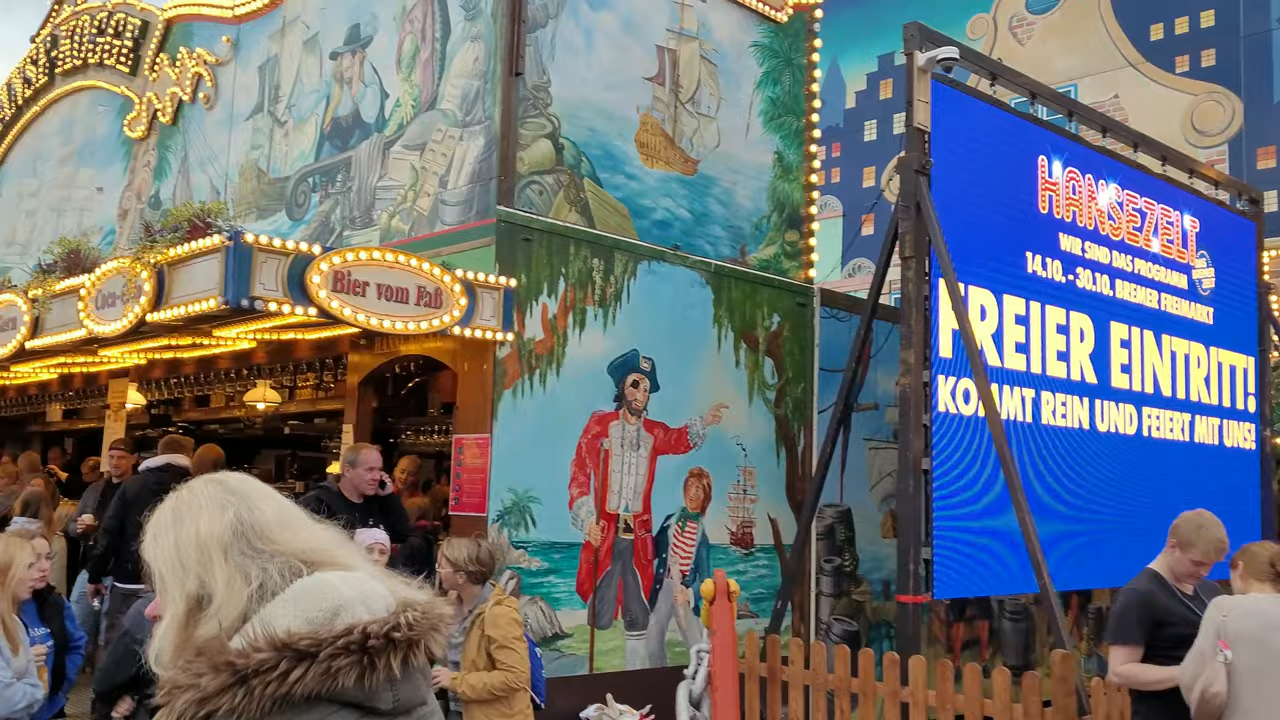 Bier vom Faß
HANSEZELT
WIR SIND DAS PROGRAMM
14.10. - 30.10. BREMER FREIMARKT
FREIER EINTRITT!
KOMMT REIN UND FEIERT MIT UNS!